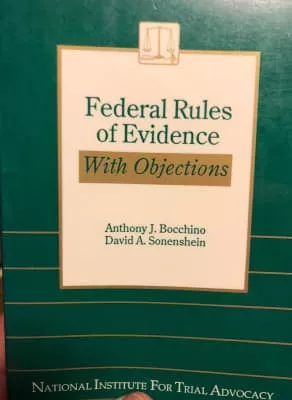 Federal Rules
of Evidence
With Objections
Anthony J. Bocchino
David A. Sonenshein
NATIONAL INSTITUTE FOR TRIAL ADVOCACY